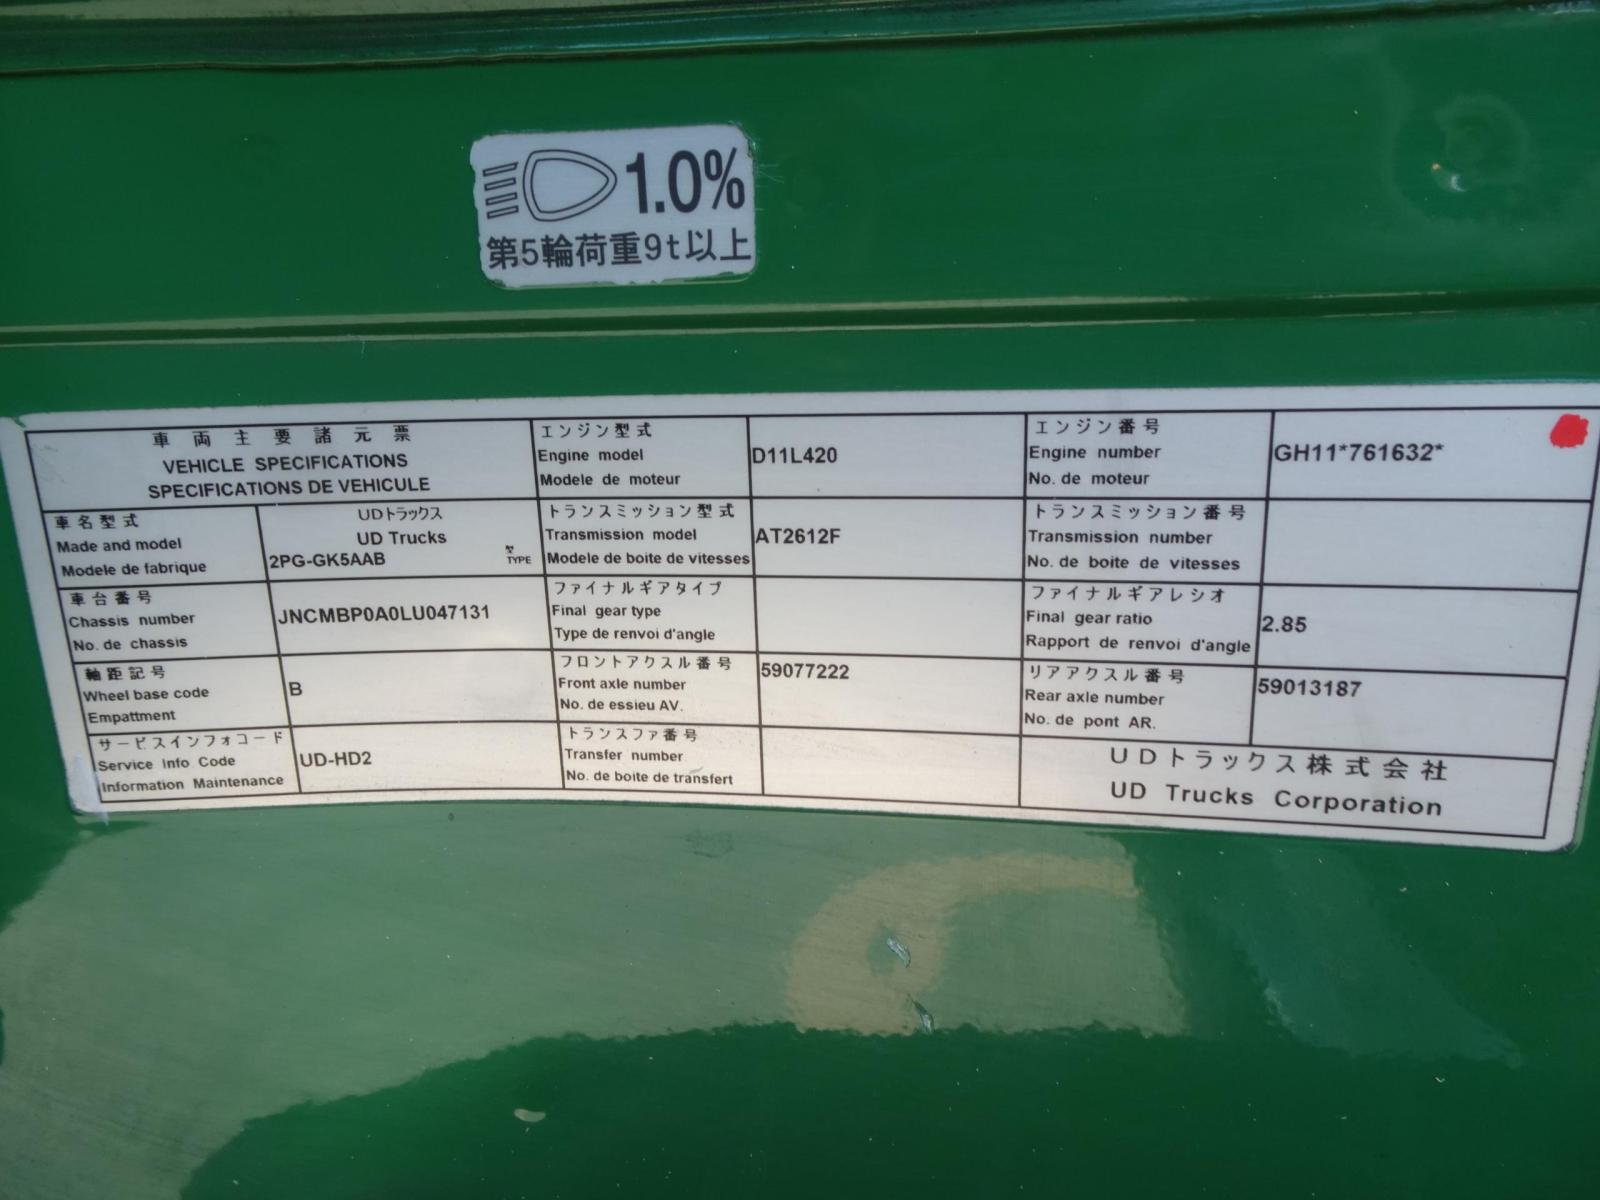 1.0%
第5輪荷重9t以上
車両主要諸元票
VEHICLE SPECIFICATIONS
SPECIFICATIONS DE VEHICULE
エンジン型式
Engine model
Modele de moteur
D11L420
エンジン番号
Engine number
No. de moteur
GH11*761632*
車名型式
Made and model
Modele de fabrique
UDトラックス
UD Trucks
2PG-GK5AAB
型
TYPE
トランスミッション型式
Transmission model
Modele de boite de vitesses
AT2612F
トランスミッション番号
Transmission number
No. de boite de vitesses
車台番号
Chassis number
No. de chassis
JNCMBP0A0LU047131
ファイナルギアタイプ
Final gear type
Type de renvoi d'angle
ファイナルギアレシオ
Final gear ratio
Rapport de renvoi d'angle
2.85
軸距記号
Wheel base code
Empattment
B
フロントアクスル番号
Front axle number
No. de essieu AV.
59077222
リアアクスル番号
Rear axle number
No. de pont AR.
59013187
サービスインフォコード
Service Info Code
Information Maintenance
UD-HD2
トランスファ番号
Transfer number
No. de boite de transfert
UDトラックス株式会社
UD Trucks Corporation